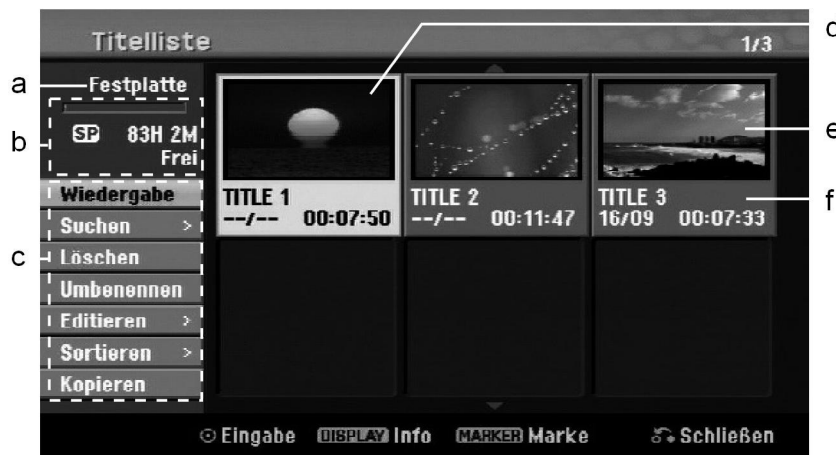 Titelliste
1/3
d
a
Festplatte
b
SP 83H 2M
Frei
e
f
c
Wiedergabe
Suchen >
Löschen
Umbenennen
Editieren >
Sortieren >
Kopieren
TITLE 1
--/-- 00:07:50
TITLE 2
--/-- 00:11:47
TITLE 3
16/09 00:07:33
Eingabe DISPLAY Info MARKER Marke Schließen